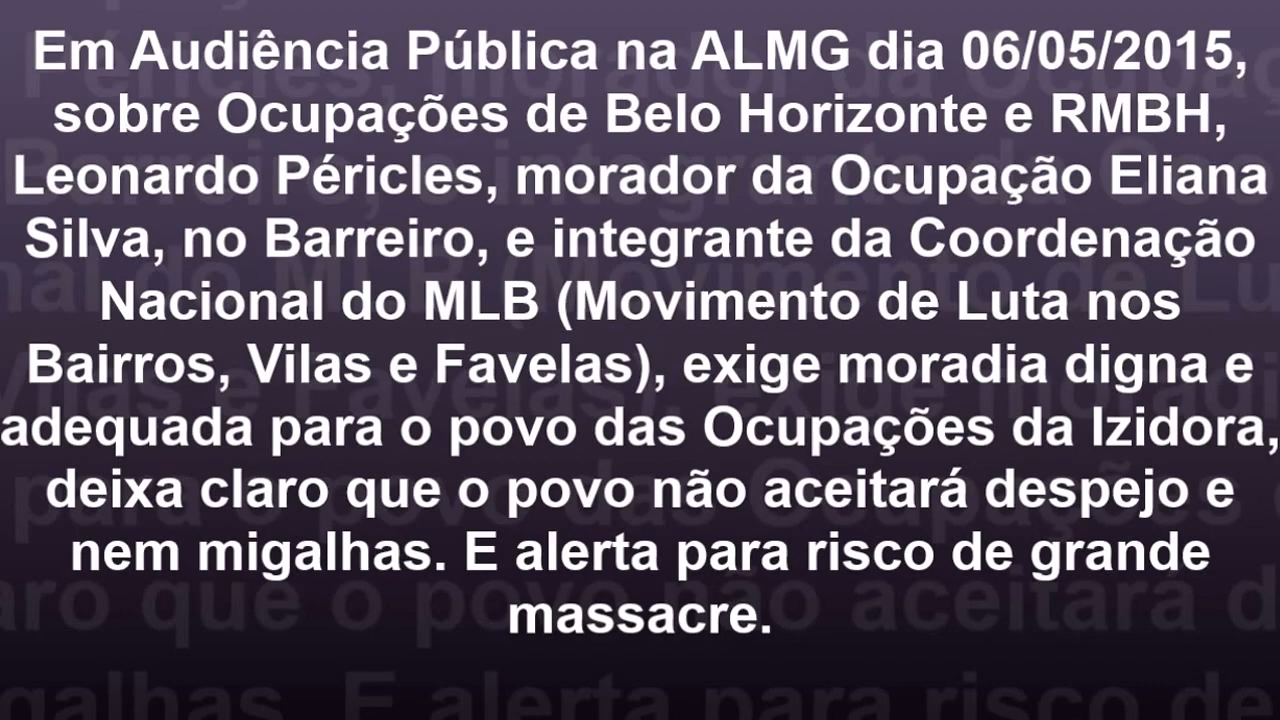 Em Audiência Pública na ALMG dia 06/05/2015,
sobre Ocupações de Belo Horizonte e RMBH,
Leonardo Péricles, morador da Ocupação Eliana
Silva, no Barreiro, e integrante da Coordenação
Nacional do MLB (Movimento de Luta nos
Bairros, Vilas e Favelas), exige moradia digna e
adequada para o povo das Ocupações da Izidora,
deixa claro que o povo não aceitará despejo e
nem migalhas. E alerta para risco de grande
massacre.